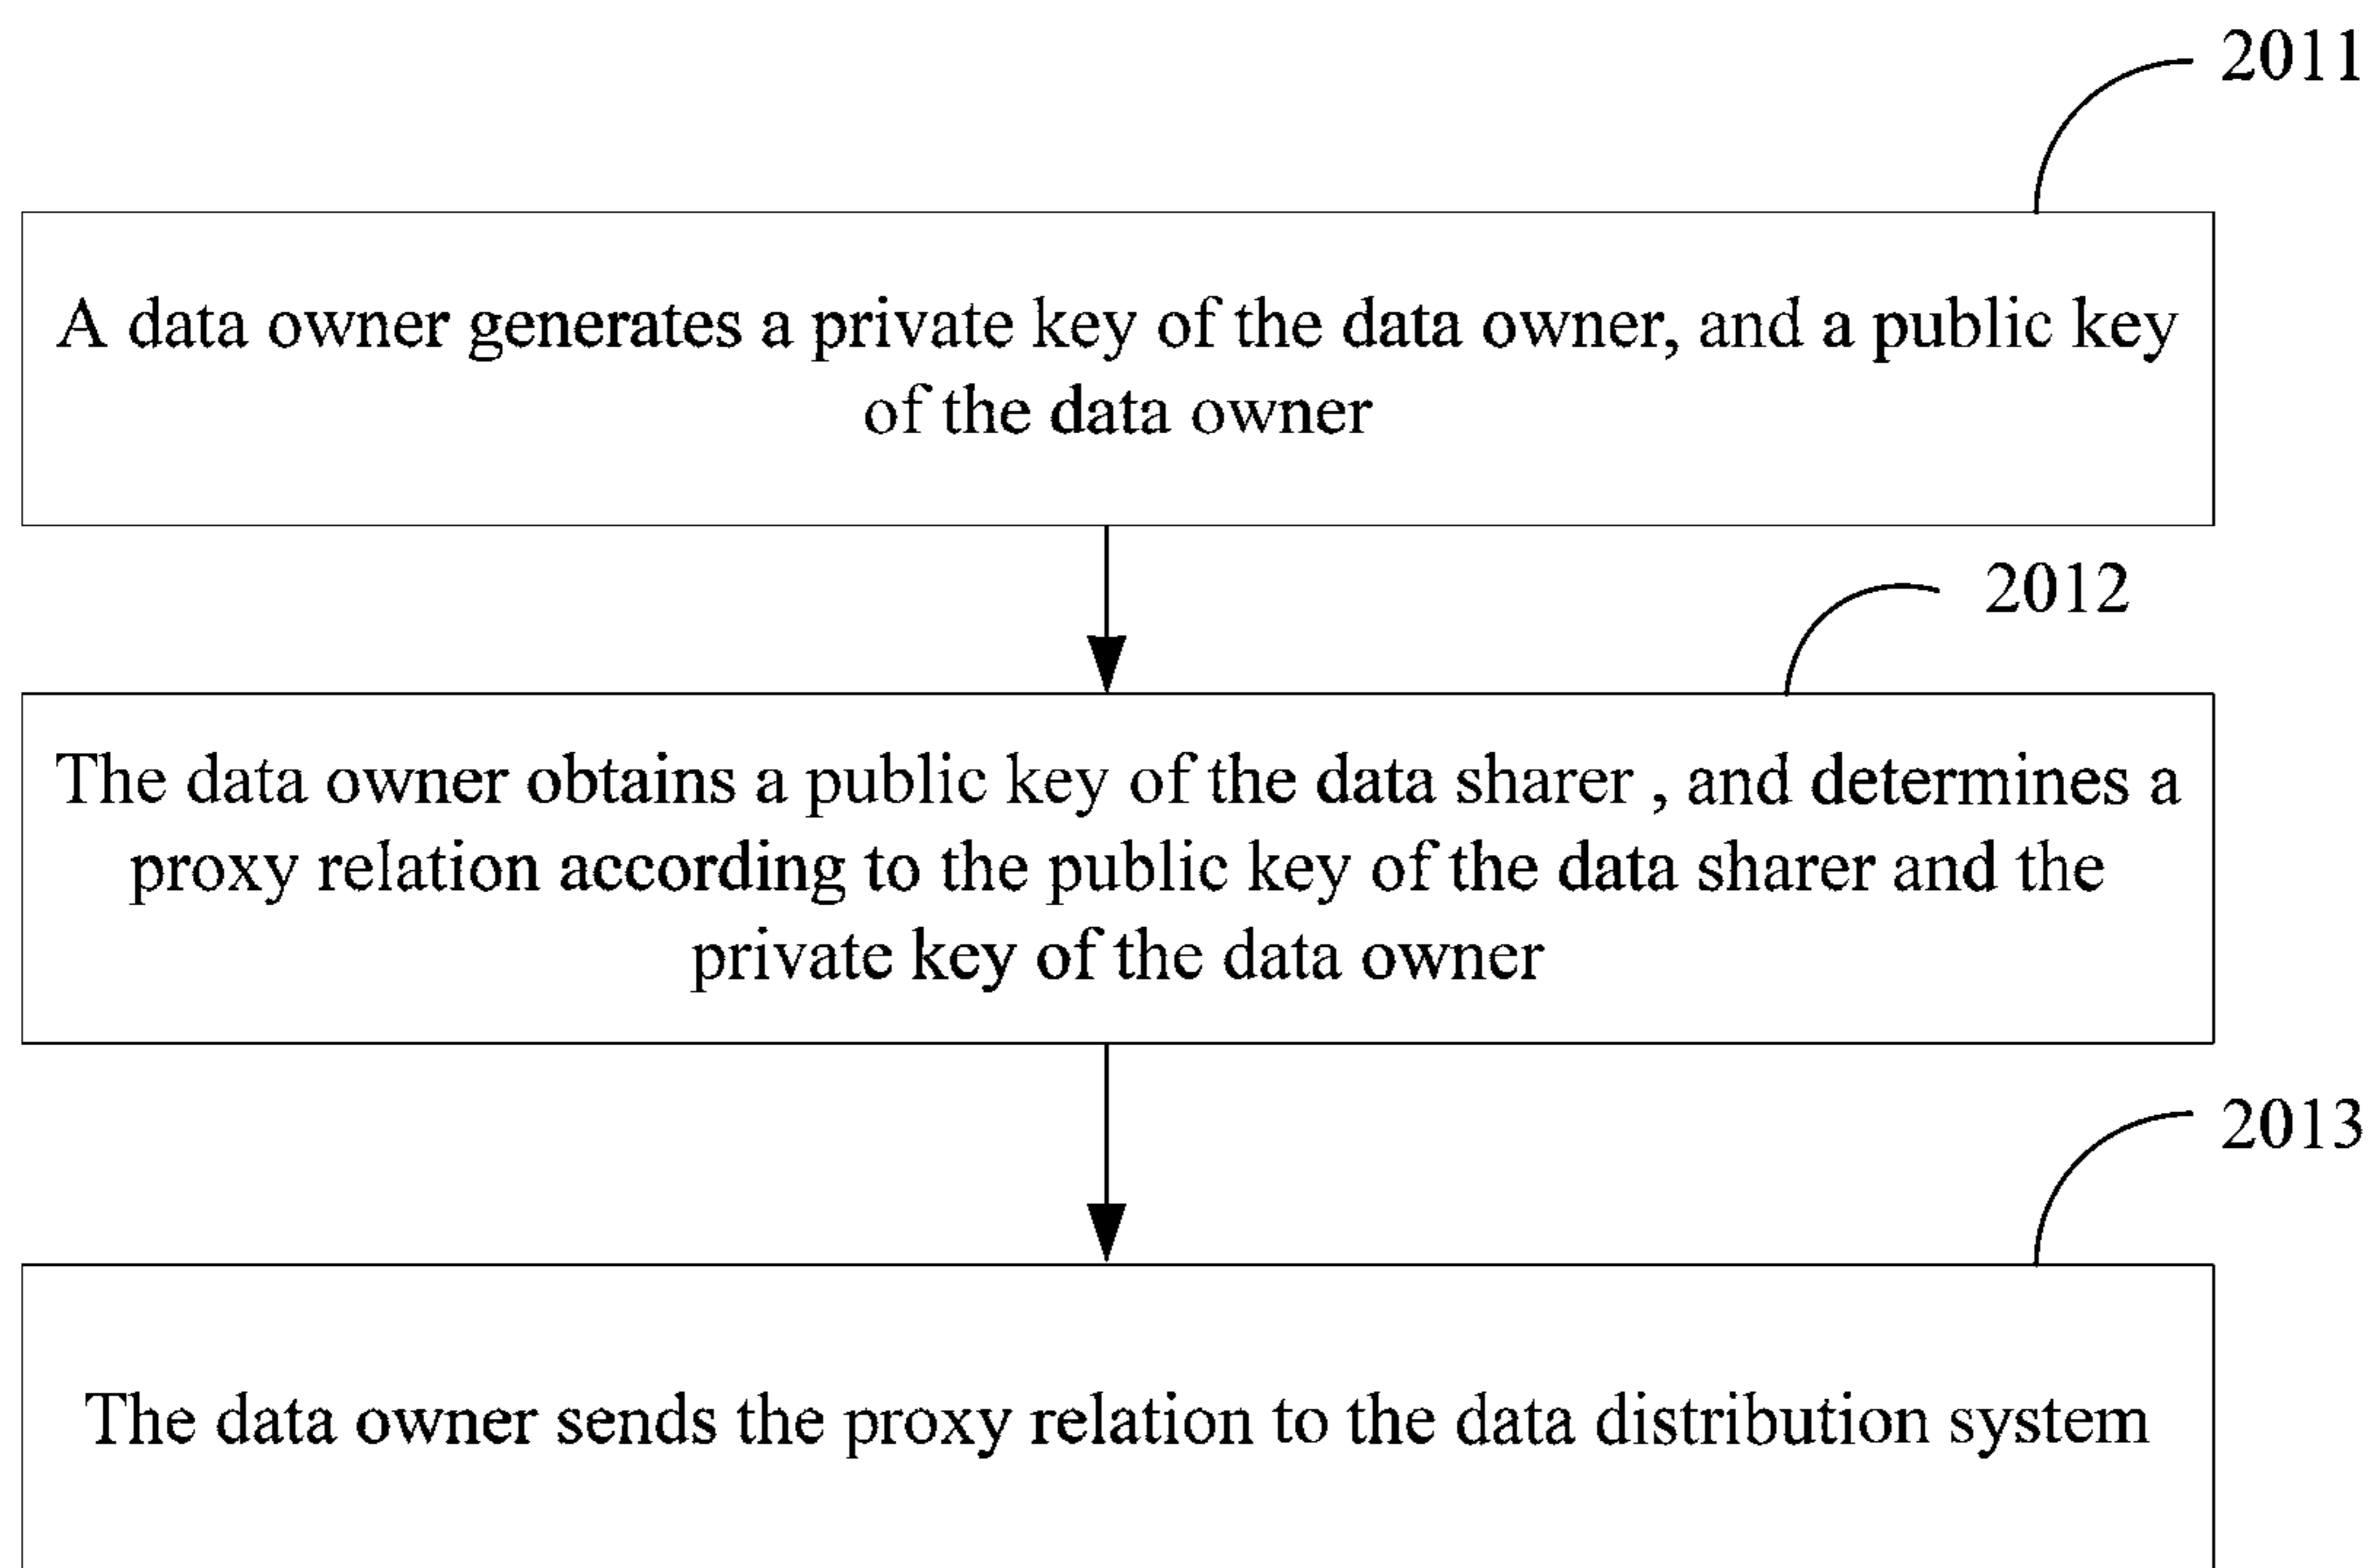 2011
A data owner generates a private key of the data owner, and a public key
of the data owner
2012
The data owner obtains a public key of the data sharer , and determines a
proxy relation according to the public key of the data sharer and the
private key of the data owner
2013
The data owner sends the proxy relation to the data distribution system